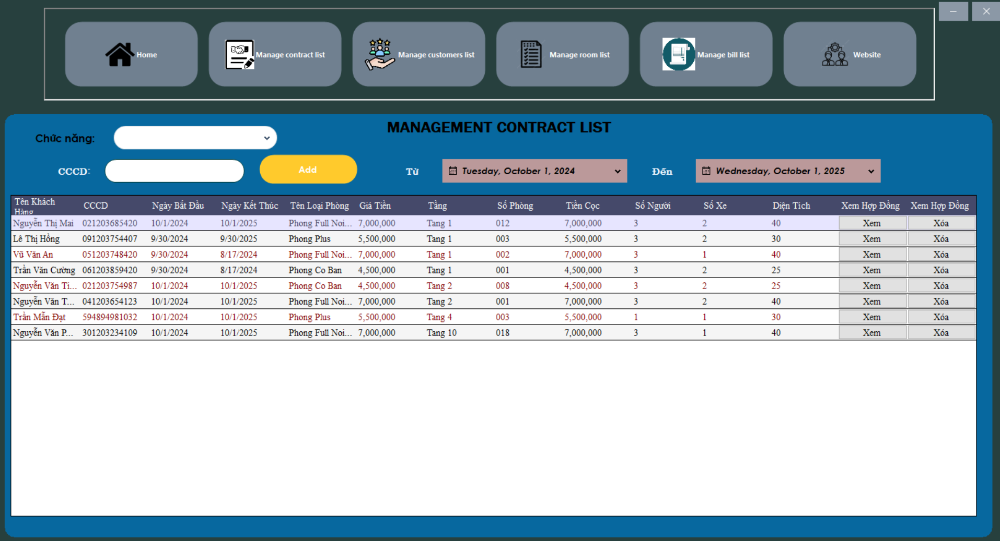 Home
Manage contract list
Manage customers list
Manage room list
Manage bill list
Website
MANAGEMENT CONTRACT LIST
Chức năng:
CCCD:
Add
Từ
Tuesday, October 1, 2024
Đến
Wednesday, October 1, 2025
Tên Khách Hàng CCCD Ngày Bắt Đầu Ngày Kết Thúc Tên Loại Phòng Giá Tiền Tầng Số Phòng Tiền Cọc Số Người Số Xe Diện Tích Xem Hợp Đồng Xem Hợp Đồng
Nguyễn Thị Mai 021203685420 10/1/2024 10/1/2025 Phong Full Noi... 7,000,000 Tang 1 012 7,000,000 3 2 40 Xem Xóa
Lê Thị Hồng 091203754407 9/30/2024 9/30/2025 Phong Plus 5,500,000 Tang 1 003 5,500,000 3 2 30 Xem Xóa
Vũ Văn An 051203748420 9/30/2024 8/17/2024 Phong Full Noi... 7,000,000 Tang 1 002 7,000,000 3 1 40 Xem Xóa
Trần Văn Cường 061203859420 9/30/2024 8/17/2024 Phong Co Ban 4,500,000 Tang 1 001 4,500,000 3 2 25 Xem Xóa
Nguyễn Văn Ti... 021203754987 10/1/2024 10/1/2025 Phong Co Ban 4,500,000 Tang 2 008 4,500,000 3 2 25 Xem Xóa
Nguyễn Văn T... 041203654123 10/1/2024 10/1/2025 Phong Full Noi... 7,000,000 Tang 2 001 7,000,000 3 2 40 Xem Xóa
Trần Mẫn Đạt 594894981032 10/1/2024 10/1/2025 Phong Plus 5,500,000 Tang 4 003 5,500,000 1 1 30 Xem Xóa
Nguyễn Văn P... 301203234109 10/1/2024 10/1/2025 Phong Full Noi... 7,000,000 Tang 10 018 7,000,000 3 1 40 Xem Xóa